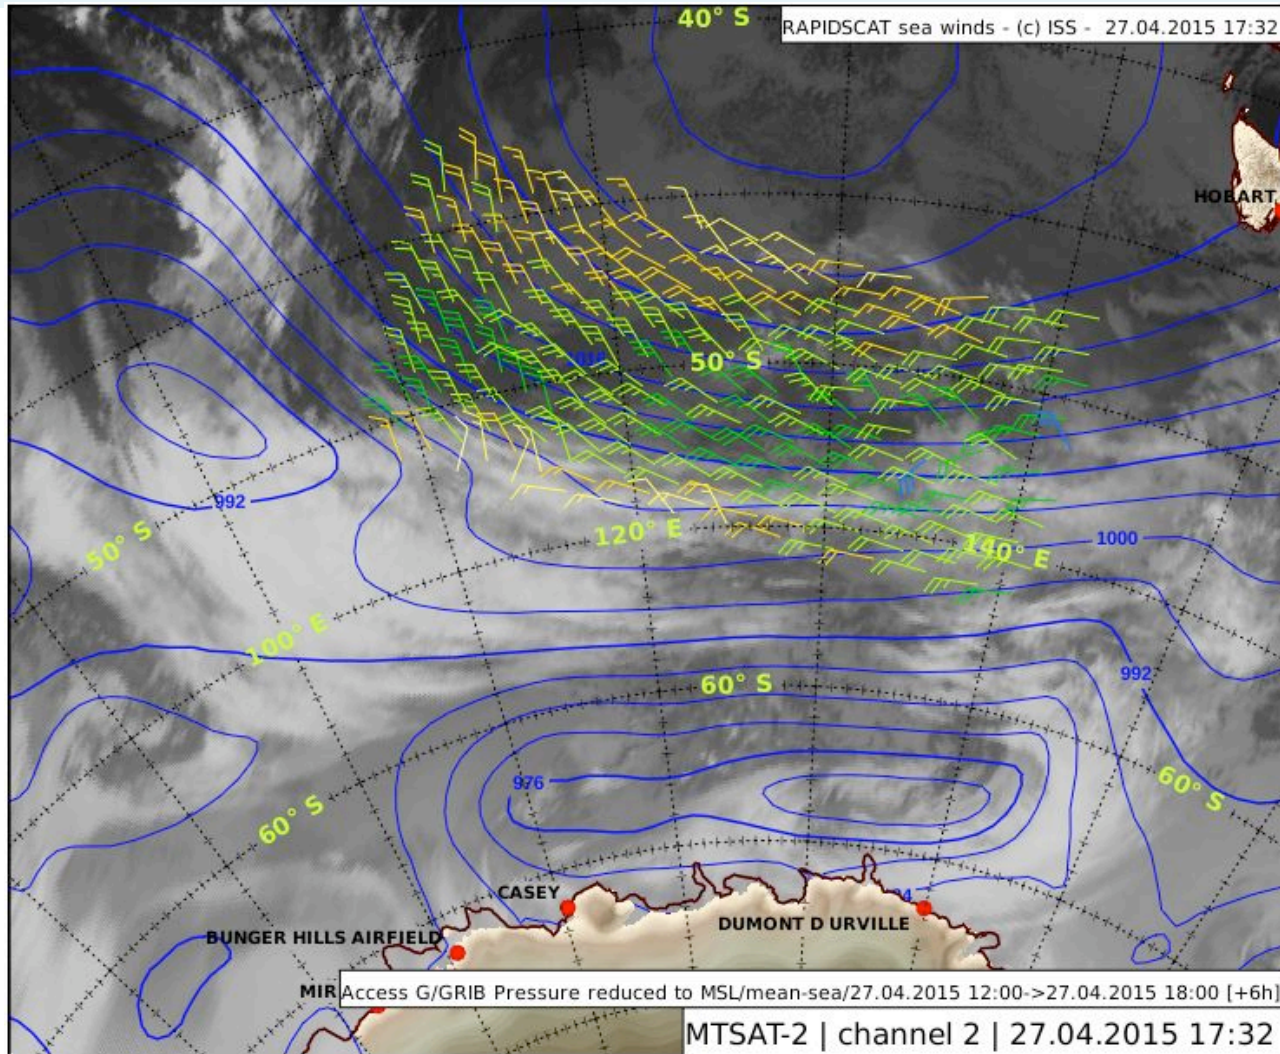 40° S
RAPIDSCAT sea winds - (c) ISS - 27.04.2015 17:32
HOBART
1016
50° S
992
50° S
120° E
140° E
1000
100° E
992
60° S
976
60° S
60° S
CASEY
DUMONT D URVILLE
BUNGER HILLS AIRFIELD
MIR
Access G/GRIB Pressure reduced to MSL/mean-sea/27.04.2015 12:00->27.04.2015 18:00 [+6h]
MTSAT-2 | channel 2 | 27.04.2015 17:32